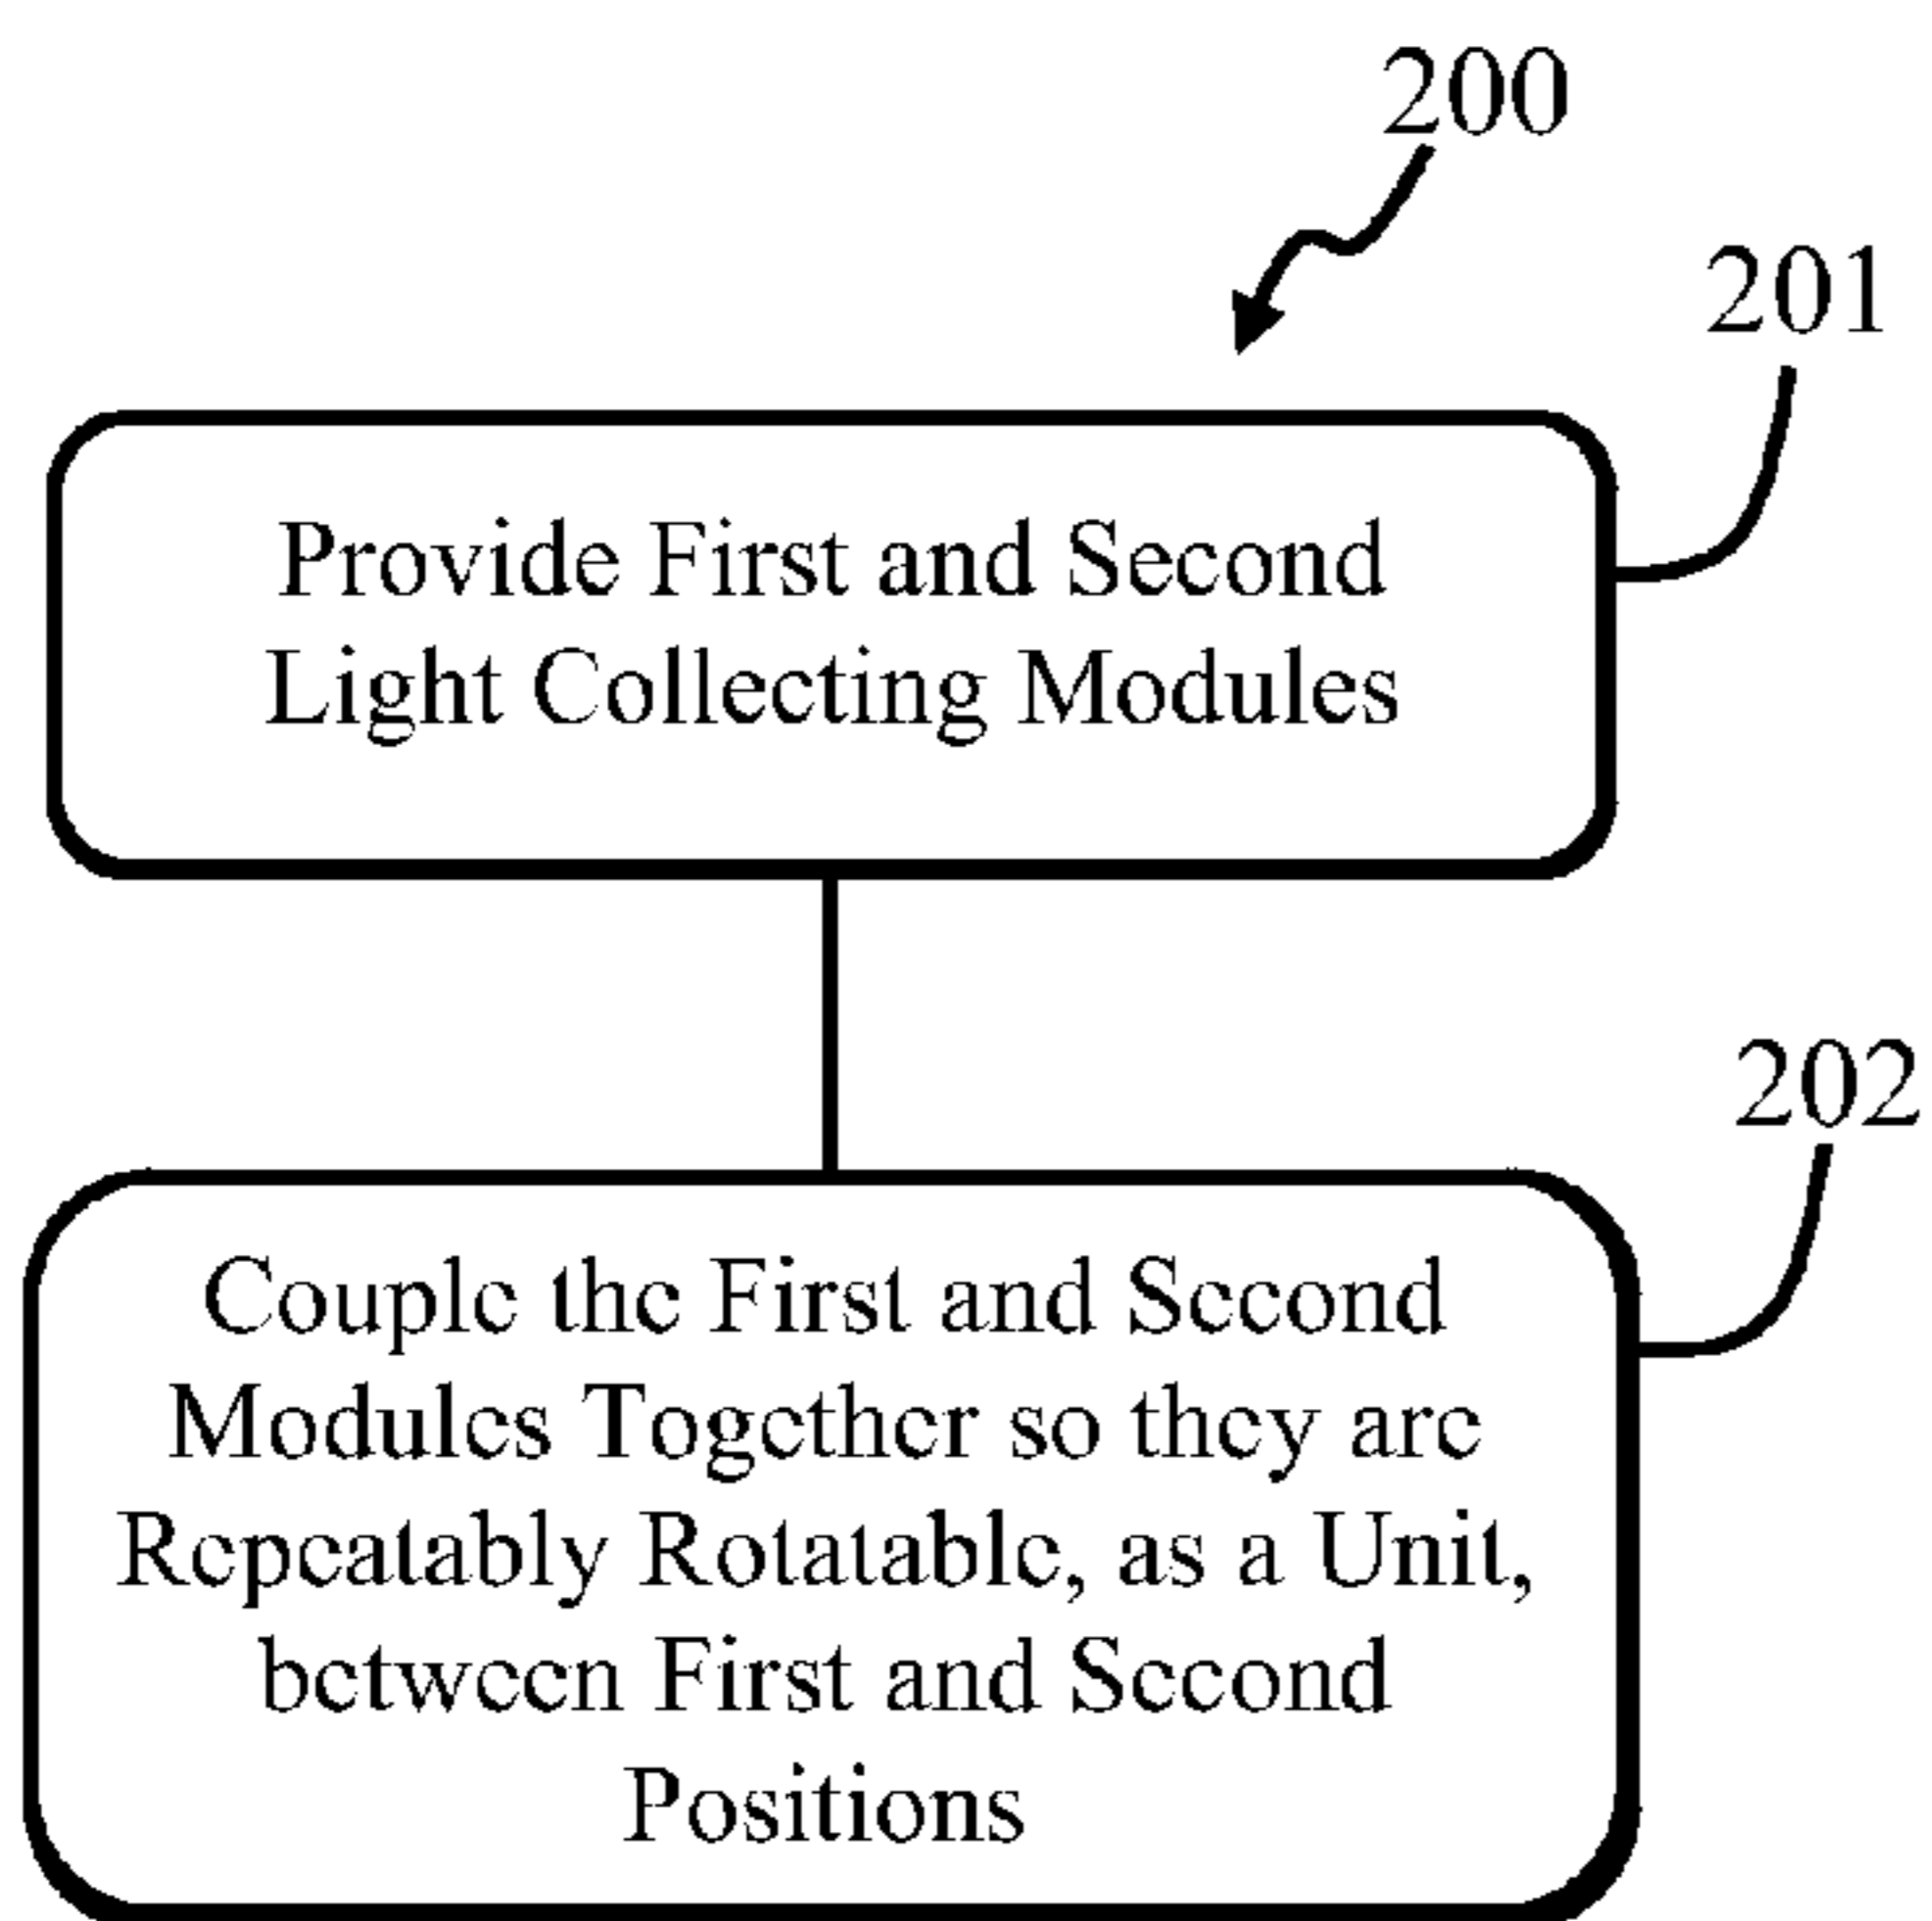 200
201
Provide First and Second
Light Collecting Modules
202
Couple the First and Second
Modules Together so they are
Repeatably Rotatable, as a Unit,
between First and Second
Positions